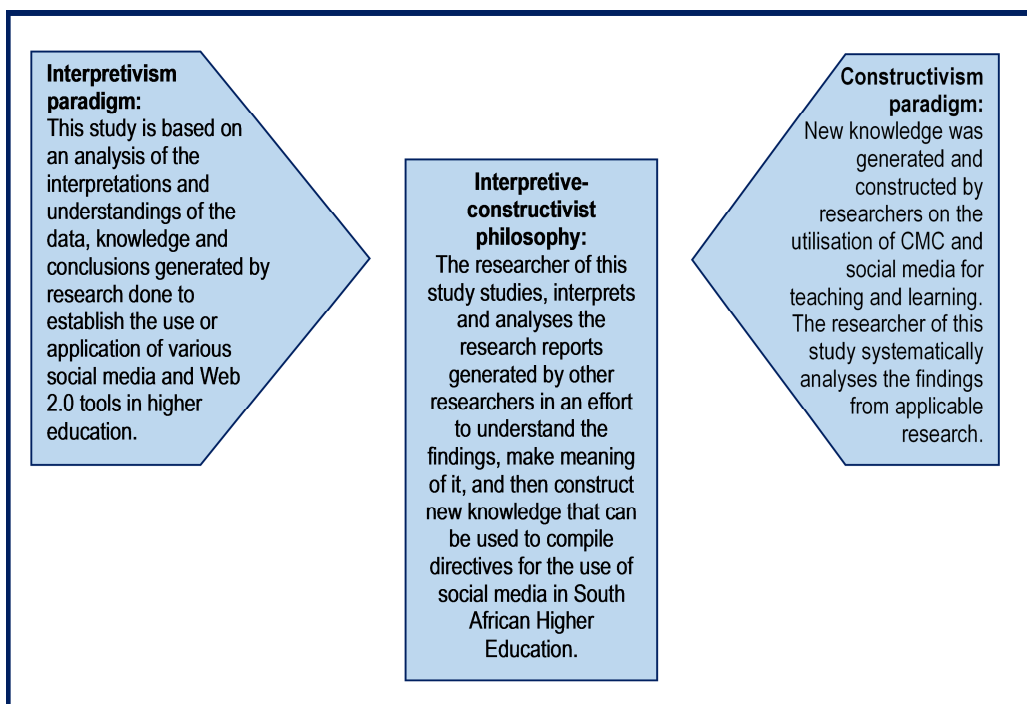 Interpretivism
paradigm:
This study is based on
an analysis of the
interpretations and
understandings of the
data, knowledge and
conclusions generated by
research done to
establish the use or
application of various
social media and Web
2.0 tools in higher
education.
Interpretive-
constructivist
philosophy:
The researcher of this
study studies, interprets
and analyses the
research reports
generated by other
researchers in an effort
to understand the
findings, make meaning
of it, and then construct
new knowledge that can
be used to compile
directives for the use of
social media in South
African Higher
Education.
Constructivism
paradigm:
New knowledge was
generated and
constructed by
researchers on the
utilisation of CMC and
social media for
teaching and learning.
The researcher of this
study systematically
analyses the findings
from applicable
research.